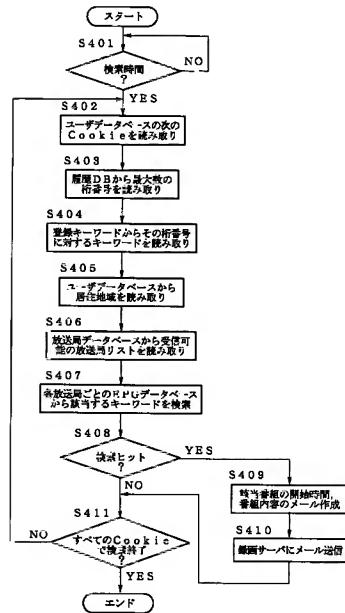 スタート
S401
検索時間
?
NO
YES
S402
ユーザデータベースの次の
Cookieを読み取り
S403
履歴DBから最大数の
桁番号を読み取り
S404
登録キーワードからその桁番号
に対するキーワードを読み取り
S405
ユーザデータベースから
居住地域を読み取り
S406
放送局データベースから受信可
能の放送局リストを読み取り
S407
各放送局ごとのEPGデータベース
から該当するキーワードを検索
S408
検索ヒット
?
YES
NO
S409
該当番組の開始時間,
番組内容のメール作成
S410
録画サーバにメール送信
S411
NO
すべてのCookie
で検索終了
?
YES
エンド